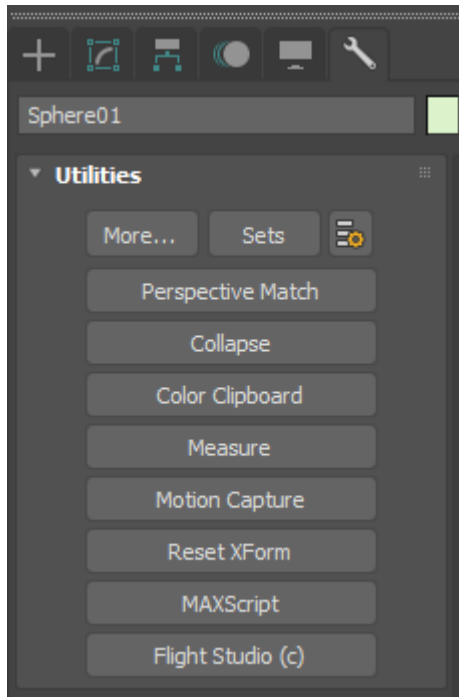 Sphere01
Utilities
More... Sets
Perspective Match
Collapse
Color Clipboard
Measure
Motion Capture
Reset XForm
MAXScript
Flight Studio (c)